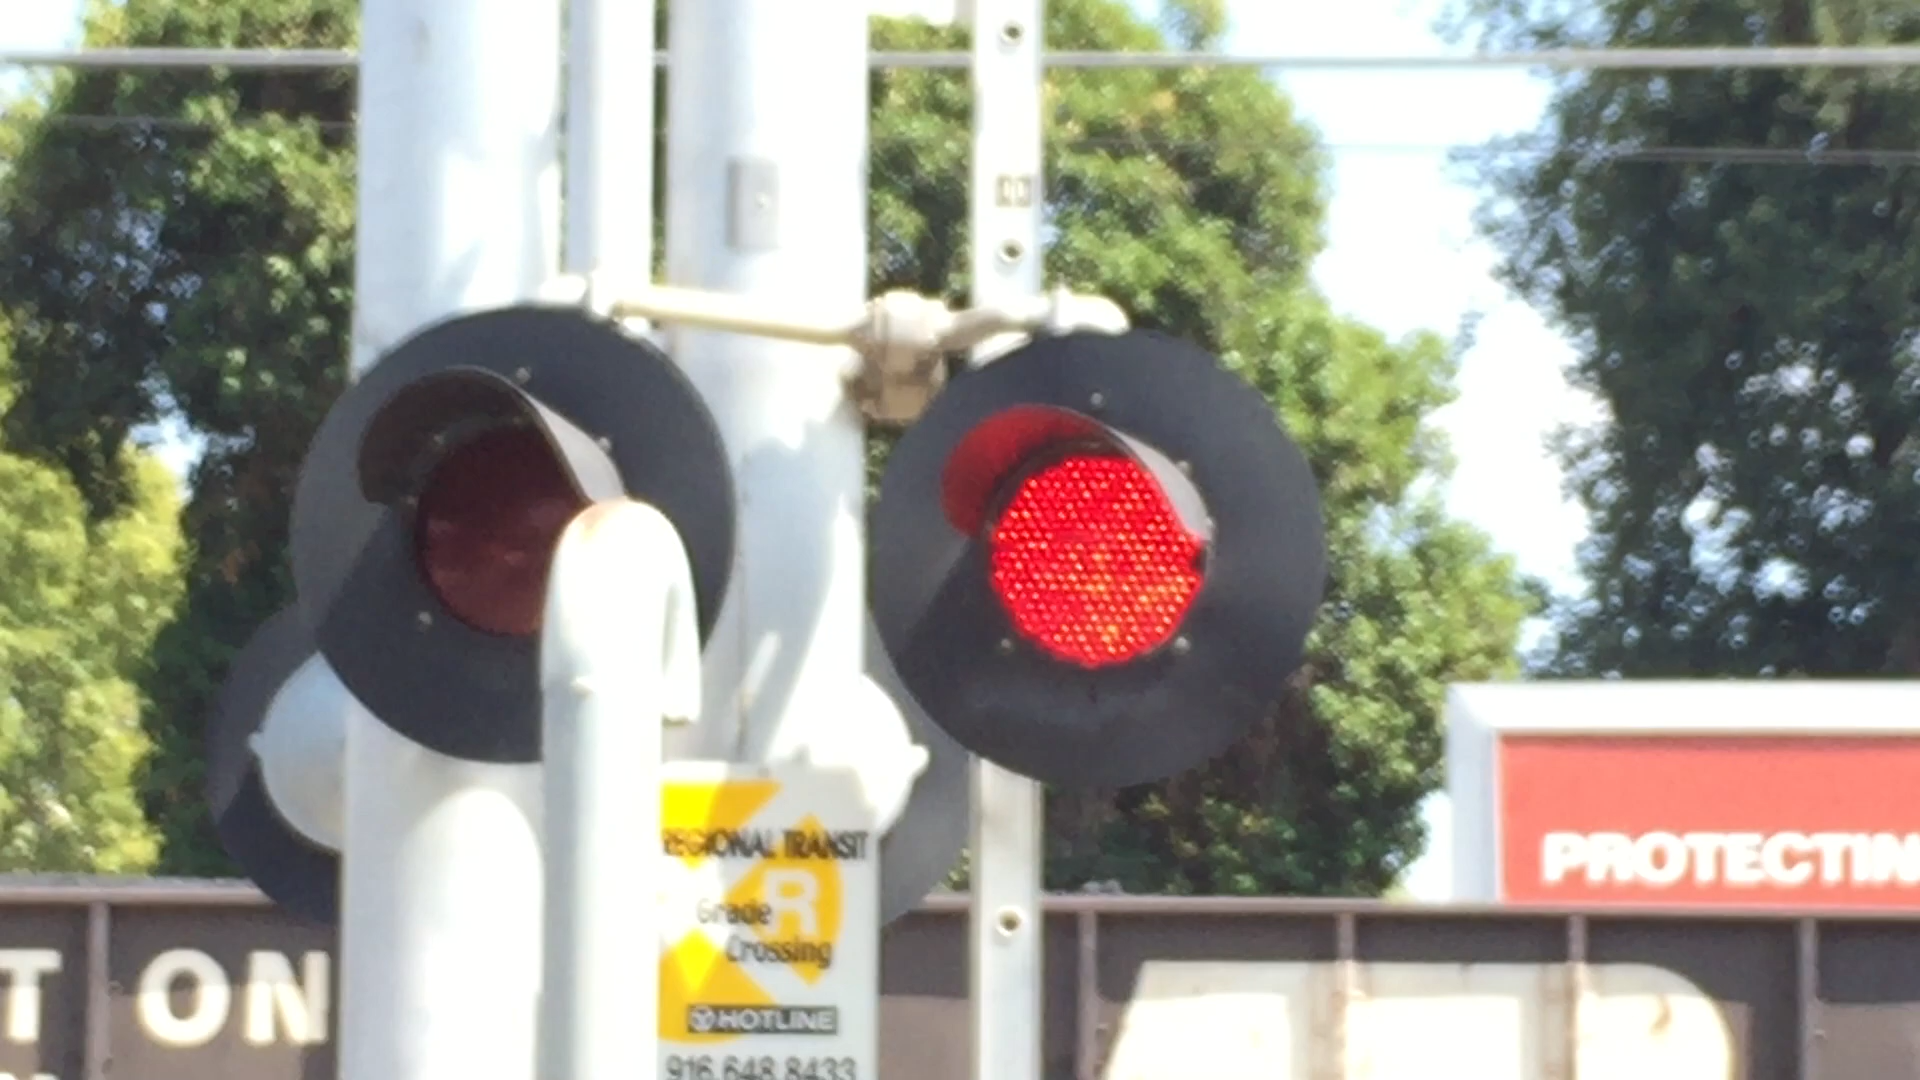 REGIONAL TRANSIT
R
Grade
Crossing
HOTLINE
916.648.8433
PROTECTIN
T ON